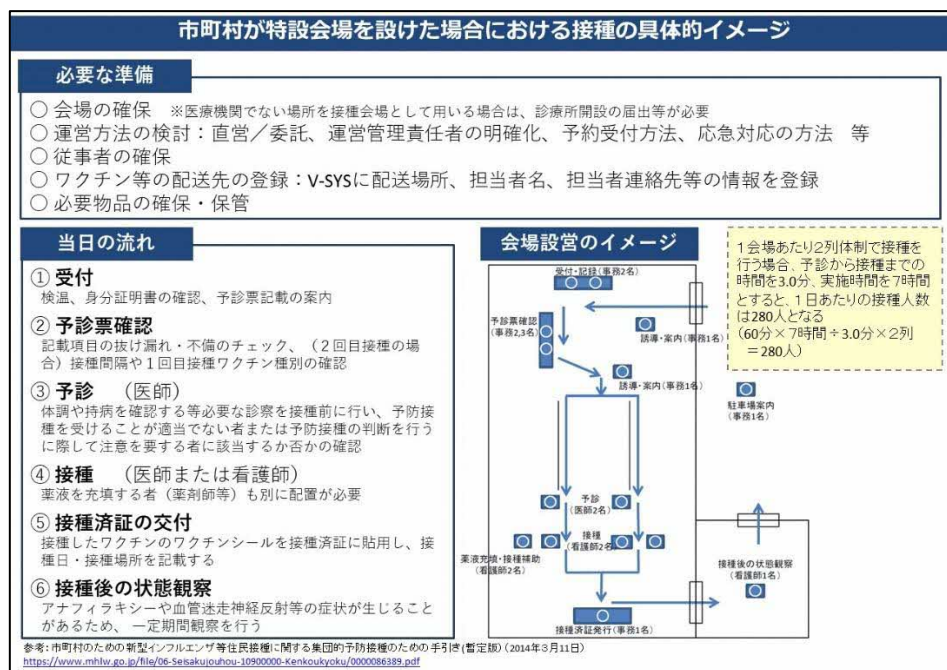 市町村が特設会場を設けた場合における接種の具体的イメージ
必要な準備
○ 会場の確保　※医療機関でない場所を接種会場として用いる場合は、診療所開設の届出等が必要
○ 運営方法の検討：直営／委託、運営管理責任者の明確化、予約受付方法、応急対応の方法　等
○ 従事者の確保
○ ワクチン等の配送先の登録：V-SYSに配送場所、担当者名、担当者連絡先等の情報を登録
○ 必要物品の確保・保管
当日の流れ
① 受付
検温、身分証明書の確認、予診票記載の案内
② 予診票確認
記載項目の抜け漏れ・不備のチェック、（２回目接種の場
合）接種間隔や１回目接種ワクチン種別の確認
③ 予診　（医師）
体調や持病を確認する等必要な診察を接種前に行い、予防接
種を受けることが適当でない者または予防接種の判断を行う
に際して注意を要する者に該当するか否かの確認
④ 接種　（医師または看護師）
薬液を充填する者（薬剤師等）も別に配置が必要
⑤ 接種済証の交付
接種したワクチンのワクチンシールを接種済証に貼用し、接
種日・接種場所を記載する
⑥ 接種後の状態観察
アナフィラキシーや血管迷走神経反射等の症状が生じること
があるため、一定期間観察を行う
会場設営のイメージ
受付・記録（事務2名）
予診票確認
（事務2,3名）
誘導・案内（事務1名）
誘導・案内（事務1名）
駐車場案内
（事務1名）
予診
（医師2名）
接種
（看護師2名）
薬液充填・接種補助
（看護師2名）
接種後の状態観察
（看護師1名）
接種済証発行（事務1名）
１会場あたり２列体制で接種を
行う場合、予診から接種までの
時間を3.0分、実施時間を7時間
とすると、１日あたりの接種人数
は280人となる
（60分×７時間÷3.0分×２列
＝280人）
参考：市町村のための新型インフルエンザ等住民接種に関する集団的予防接種のための手引き（暫定版）（2014年3月11日）
https://www.mhlw.go.jp/file/06-Seisakujouhou-10900000-Kenkoukyoku/0000086389.pdf